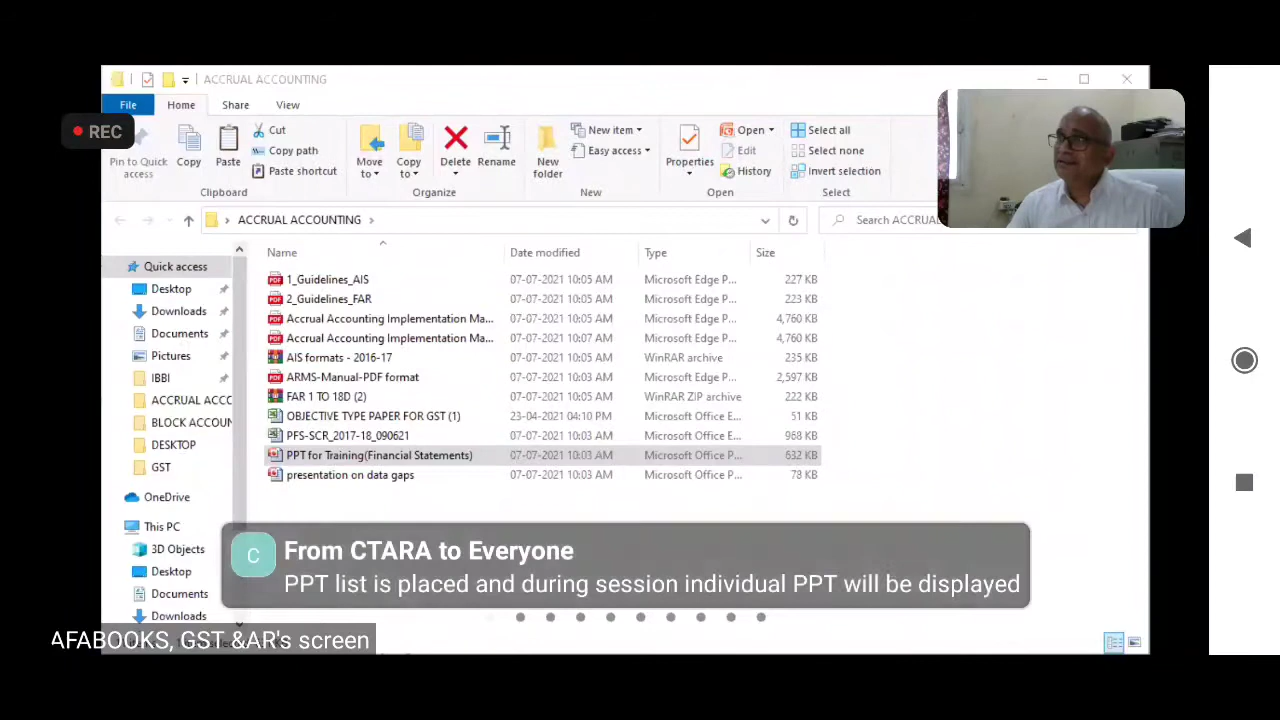 ACCRUAL ACCOUNTING
File Home Share View
REC
Pin to Quick access
Copy
Paste
Cut
Copy path
Paste shortcut
Clipboard
Move to
Copy to
Delete
Rename
Organize
New folder
New item
Easy access
New
Properties
Open
Edit
History
Open
Select all
Select none
Invert selection
Select
ACCRUAL ACCOUNTING
Search ACCRUAL
Name Date modified Type Size
Quick access
Desktop
Downloads
Documents
Pictures
IBBI
ACCRUAL ACCC
BLOCK ACCOUN
DESKTOP
GST
OneDrive
This PC
3D Objects
Desktop
Documents
Downloads
1_Guidelines_AIS 07-07-2021 10:05 AM Microsoft Edge P... 227 KB
2_Guidelines_FAR 07-07-2021 10:05 AM Microsoft Edge P... 223 KB
Accrual Accounting Implementation Ma... 07-07-2021 10:05 AM Microsoft Edge P... 4,760 KB
Accrual Accounting Implementation Ma... 07-07-2021 10:07 AM Microsoft Edge P... 4,760 KB
AIS formats - 2016-17 07-07-2021 10:05 AM WinRAR archive 235 KB
ARMS-Manual-PDF format 07-07-2021 10:03 AM Microsoft Edge P... 2,597 KB
FAR 1 TO 18D (2) 07-07-2021 10:05 AM WinRAR ZIP archive 222 KB
OBJECTIVE TYPE PAPER FOR GST (1) 23-04-2021 04:10 PM Microsoft Office E... 51 KB
PFS-SCR_2017-18_090621 07-07-2021 10:03 AM Microsoft Office E... 968 KB
PPT for Training(Financial Statements) 07-07-2021 10:03 AM Microsoft Office P... 632 KB
presentation on data gaps 07-07-2021 10:03 AM Microsoft Office P... 78 KB
C
From CTARA to Everyone
PPT list is placed and during session individual PPT will be displayed
AFABOOKS, GST &AR's screen